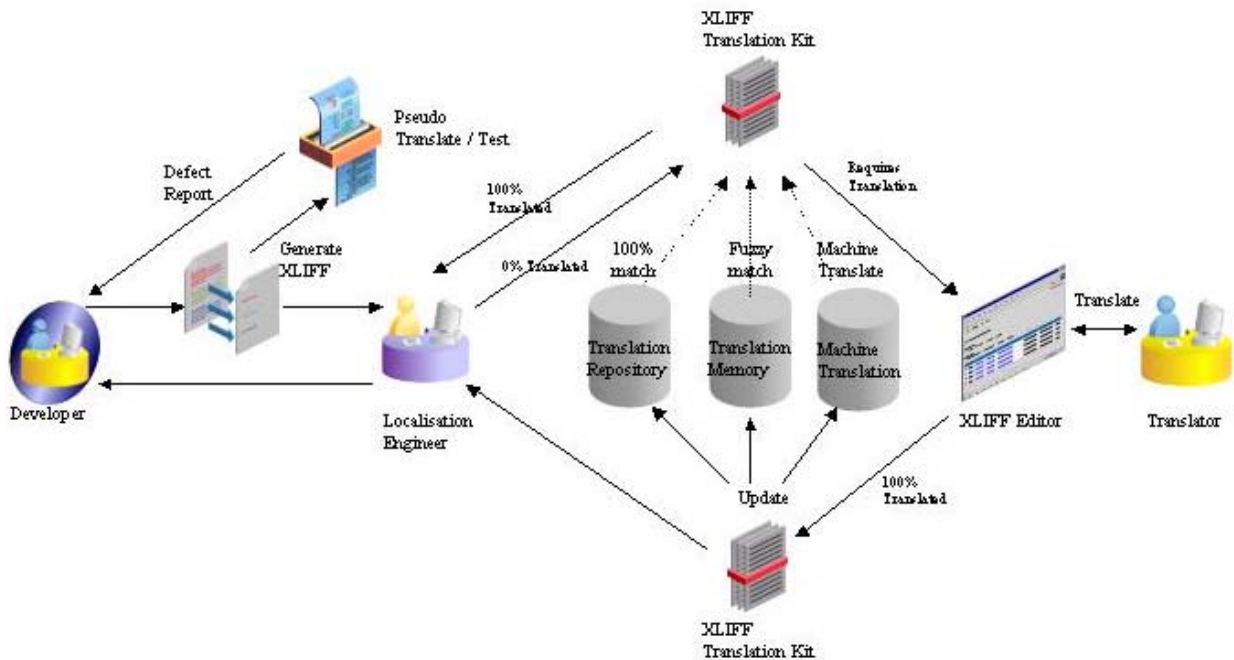 XLIFF
Translation Kit
Pseudo
Translate / Test
Defect
Report
100%
Translated
Requires
Translation
Generate
XLIFF
0% Translated
100%
match
Fuzzy
match
Machine
Translate
Translate
Translation
Repository
Translation
Memory
Machine
Translation
Developer
Localisation
Engineer
XLIFF Editor
Translator
100%
Translated
Update
XLIFF
Translation Kit